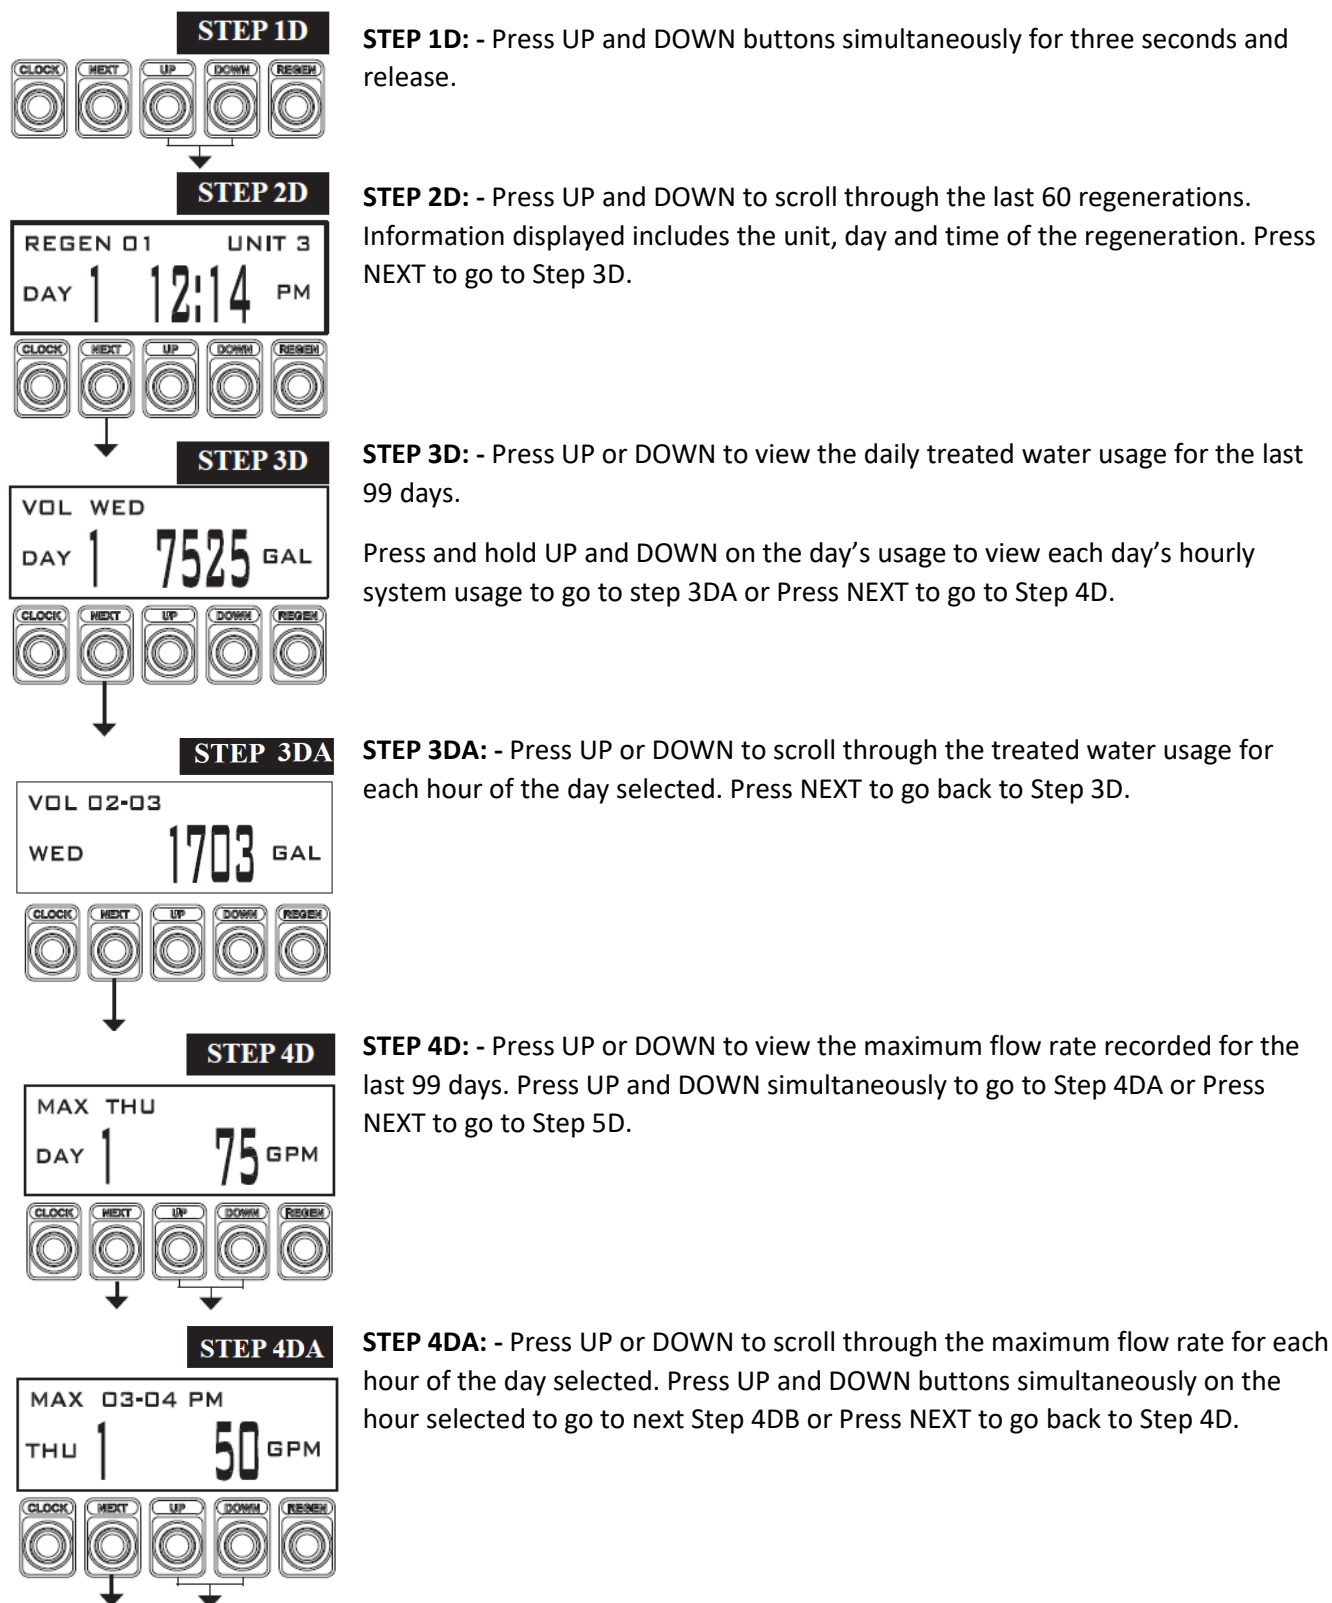 STEP 1D
STEP 1D: - Press UP and DOWN buttons simultaneously for three seconds and
release.
CLOCK NEXT UP DOWN REGEN
STEP 2D
STEP 2D: - Press UP and DOWN to scroll through the last 60 regenerations.
Information displayed includes the unit, day and time of the regeneration. Press
NEXT to go to Step 3D.
REGEN 01 UNIT 3
DAY 1 12:14 PM
CLOCK NEXT UP DOWN REGEN
STEP 3D
STEP 3D: - Press UP or DOWN to view the daily treated water usage for the last
99 days.
Press and hold UP and DOWN on the day’s usage to view each day’s hourly
system usage to go to step 3DA or Press NEXT to go to Step 4D.
VOL WED
DAY 1 7525 GAL
CLOCK NEXT UP DOWN REGEN
STEP 3DA
STEP 3DA: - Press UP or DOWN to scroll through the treated water usage for
each hour of the day selected. Press NEXT to go back to Step 3D.
VOL 02-03
WED 1703 GAL
CLOCK NEXT UP DOWN REGEN
STEP 4D
STEP 4D: - Press UP or DOWN to view the maximum flow rate recorded for the
last 99 days. Press UP and DOWN simultaneously to go to Step 4DA or Press
NEXT to go to Step 5D.
MAX THU
DAY 1 75 GPM
CLOCK NEXT UP DOWN REGEN
STEP 4DA
STEP 4DA: - Press UP or DOWN to scroll through the maximum flow rate for each
hour of the day selected. Press UP and DOWN buttons simultaneously on the
hour selected to go to next Step 4DB or Press NEXT to go back to Step 4D.
MAX 03-04 PM
THU 1 50 GPM
CLOCK NEXT UP DOWN REGEN